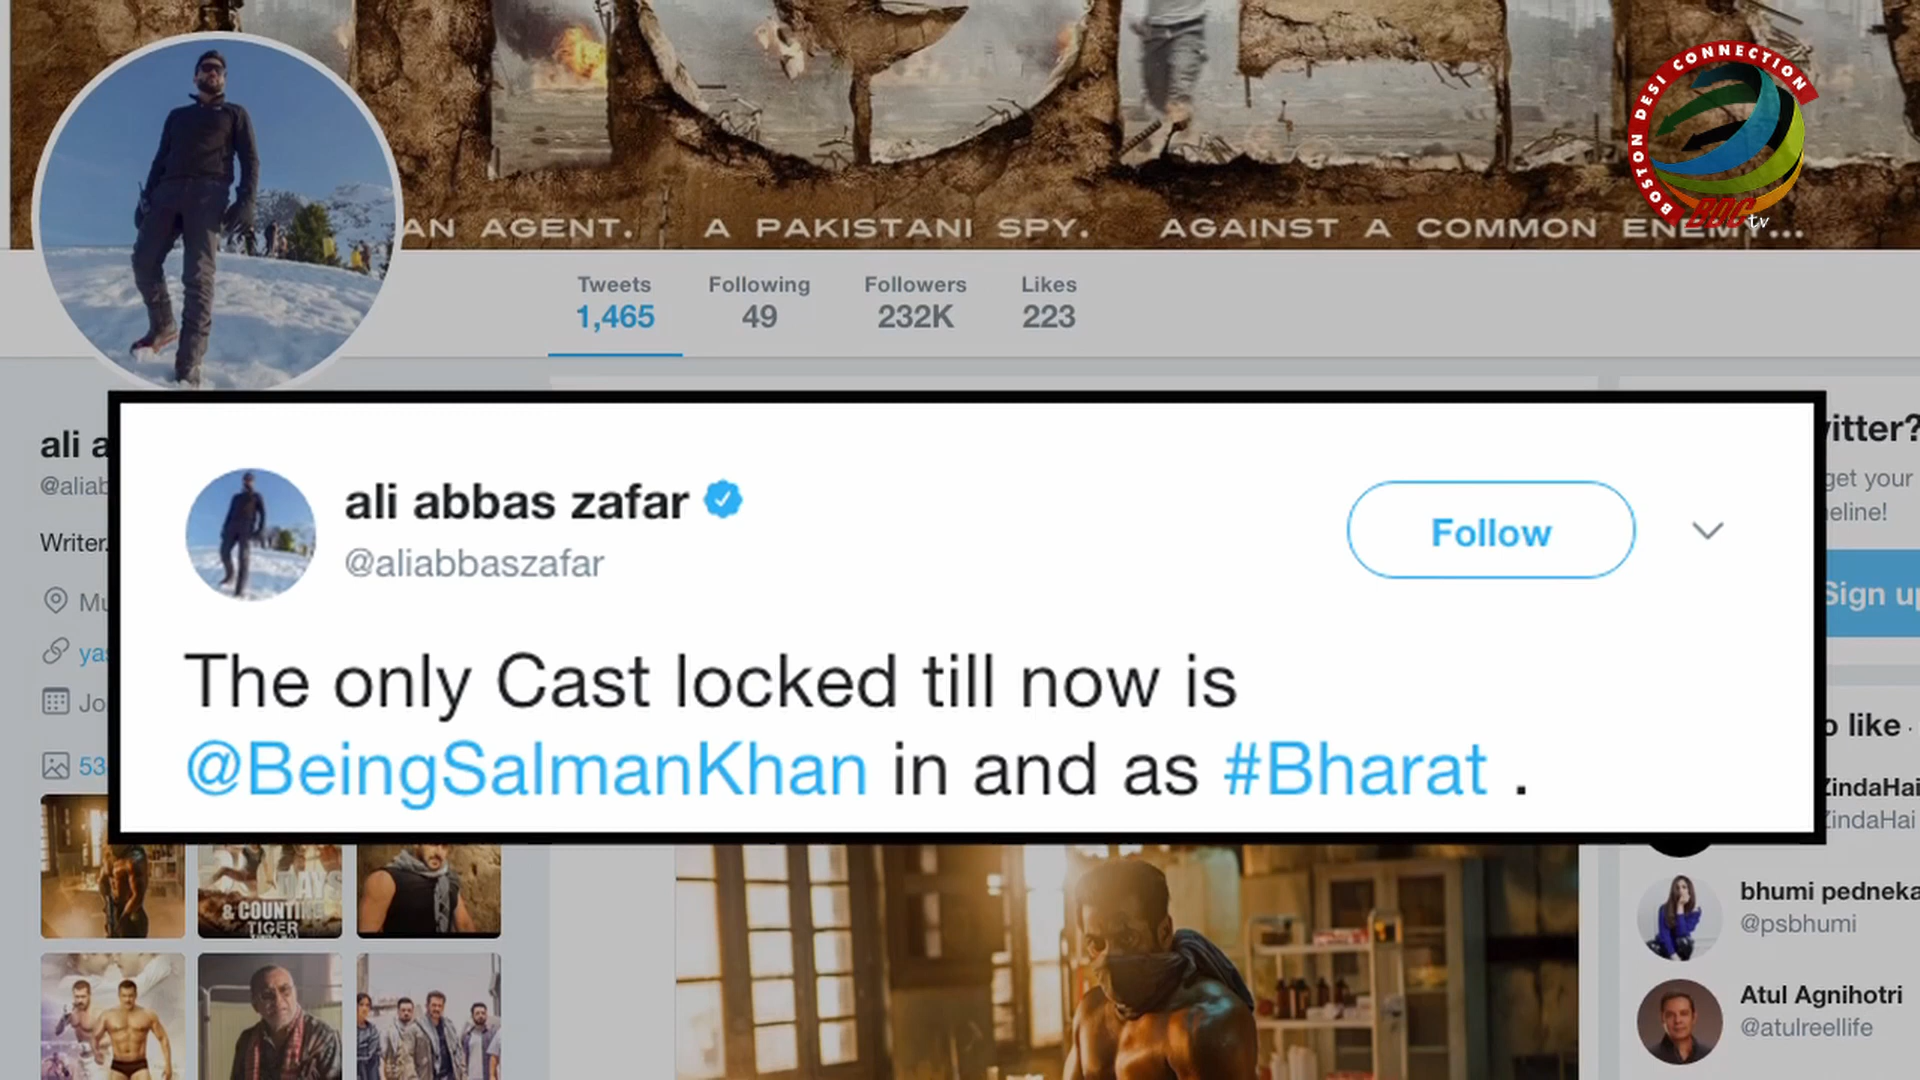 BOSTON DESI CONNECTION
BDC tv
AN AGENT. A PAKISTANI SPY. AGAINST A COMMON ENEMY...
Tweets Following Followers Likes
1,465 49 232K 223
ali a
@aliab
Writer.
Mu
yas
Jo
53
ali abbas zafar
@aliabbaszafar
Follow
The only Cast locked till now is
@BeingSalmanKhan in and as #Bharat .
itter?
get your
eline!
Sign up
o like ·
ZindaHai
ZindaHai
bhumi pedneka
@psbhumi
Atul Agnihotri
@atulreellife
DAYS
& COUNTING
TIGER